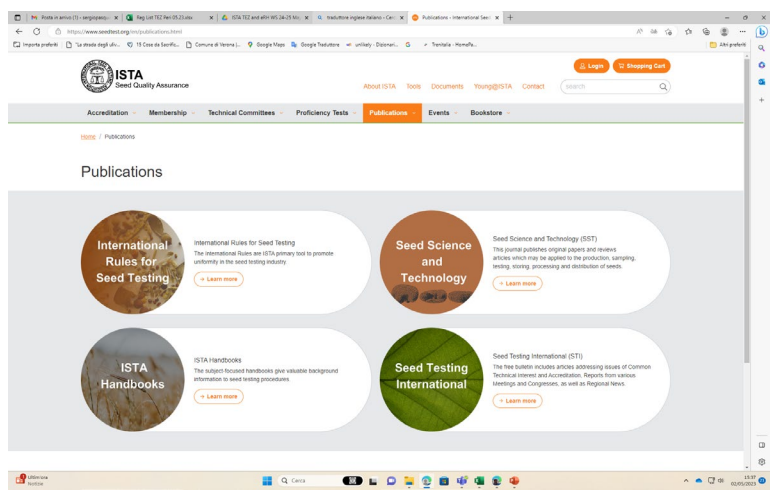 Posta in arrivo (1) - sergiopasqu
Reg List TEZ Peri 05.23.xlsx
ISTA TEZ and eRH WS 24-25 Ma
traduttore inglese italiano - Cerc
Publications - International Seed
https://www.seedtest.org/en/publications.html
Importa preferiti
"La strada degli uliv...
15 Cose da Sacrific...
Comune di Verona |...
Google Maps
Google Traduttore
unlikely - Dizionari...
Trenitalia - HomePa...
Altri preferiti
ISTA
Seed Quality Assurance
Login
Shopping Cart
About ISTA Tools Documents Young@ISTA Contact
search
Accreditation Membership Technical Committees Proficiency Tests Publications Events Bookstore
Home / Publications
Publications
International
Rules for
Seed Testing
International Rules for Seed Testing
The International Rules are ISTA primary tool to promote
uniformity in the seed testing industry.
→ Learn more
Seed Science
and
Technology
Seed Science and Technology (SST)
This journal publishes original papers and reviews
articles which may be applied to the production, sampling,
testing, storing, processing and distribution of seeds.
→ Learn more
ISTA
Handbooks
ISTA Handbooks
The subject-focused handbooks give valuable background
information to seed testing procedures.
→ Learn more
Seed Testing
International
Seed Testing International (STI)
The free bulletin includes articles addressing issues of Common
Technical Interest and Accreditation, Reports from various
Meetings and Congresses, as well as Regional News.
→ Learn more
Ultim'ora
Notizie
Cerca
15:37
02/05/2023